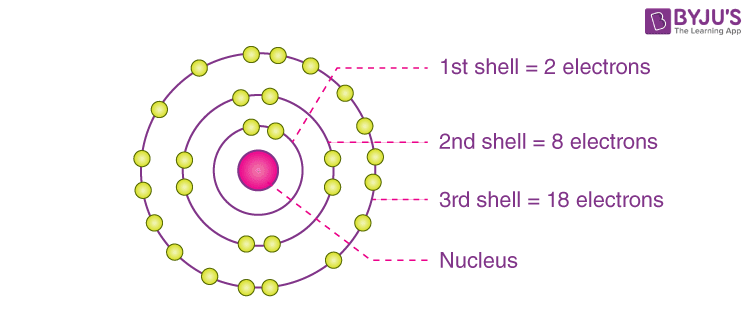 BYJU'S
The Learning App
1st shell = 2 electrons
2nd shell = 8 electrons
3rd shell = 18 electrons
Nucleus